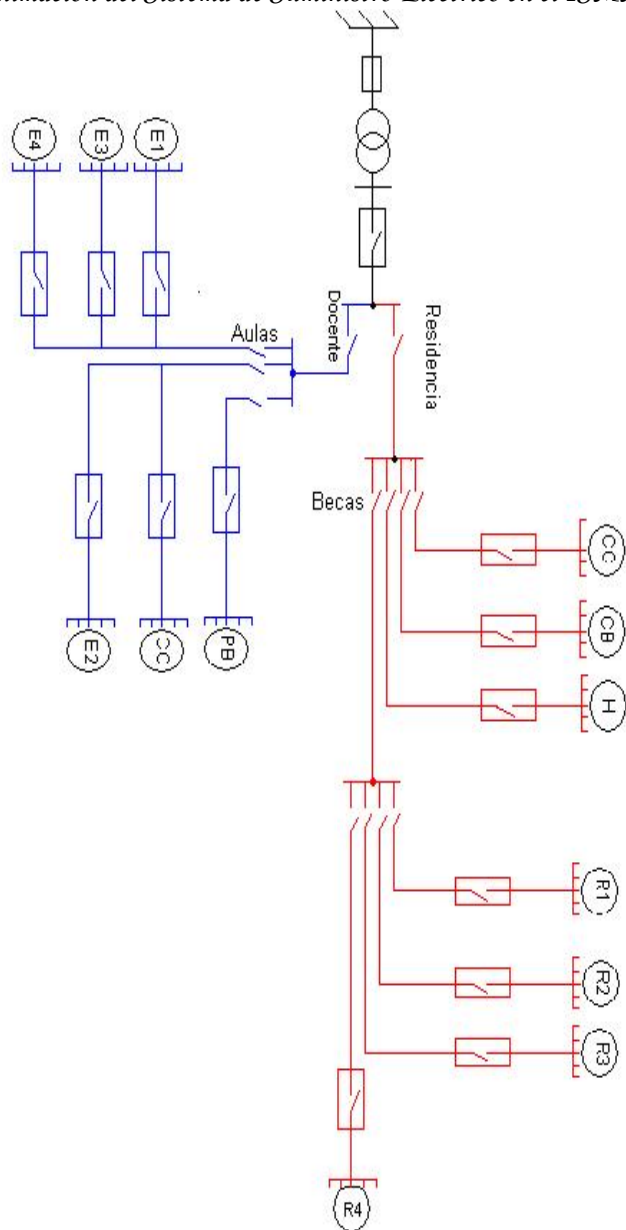 E4
E3
E1
Docente
Residencia
Aulas
Becas
CC
CB
H
E2
CC
PB
R1
R2
R3
R4